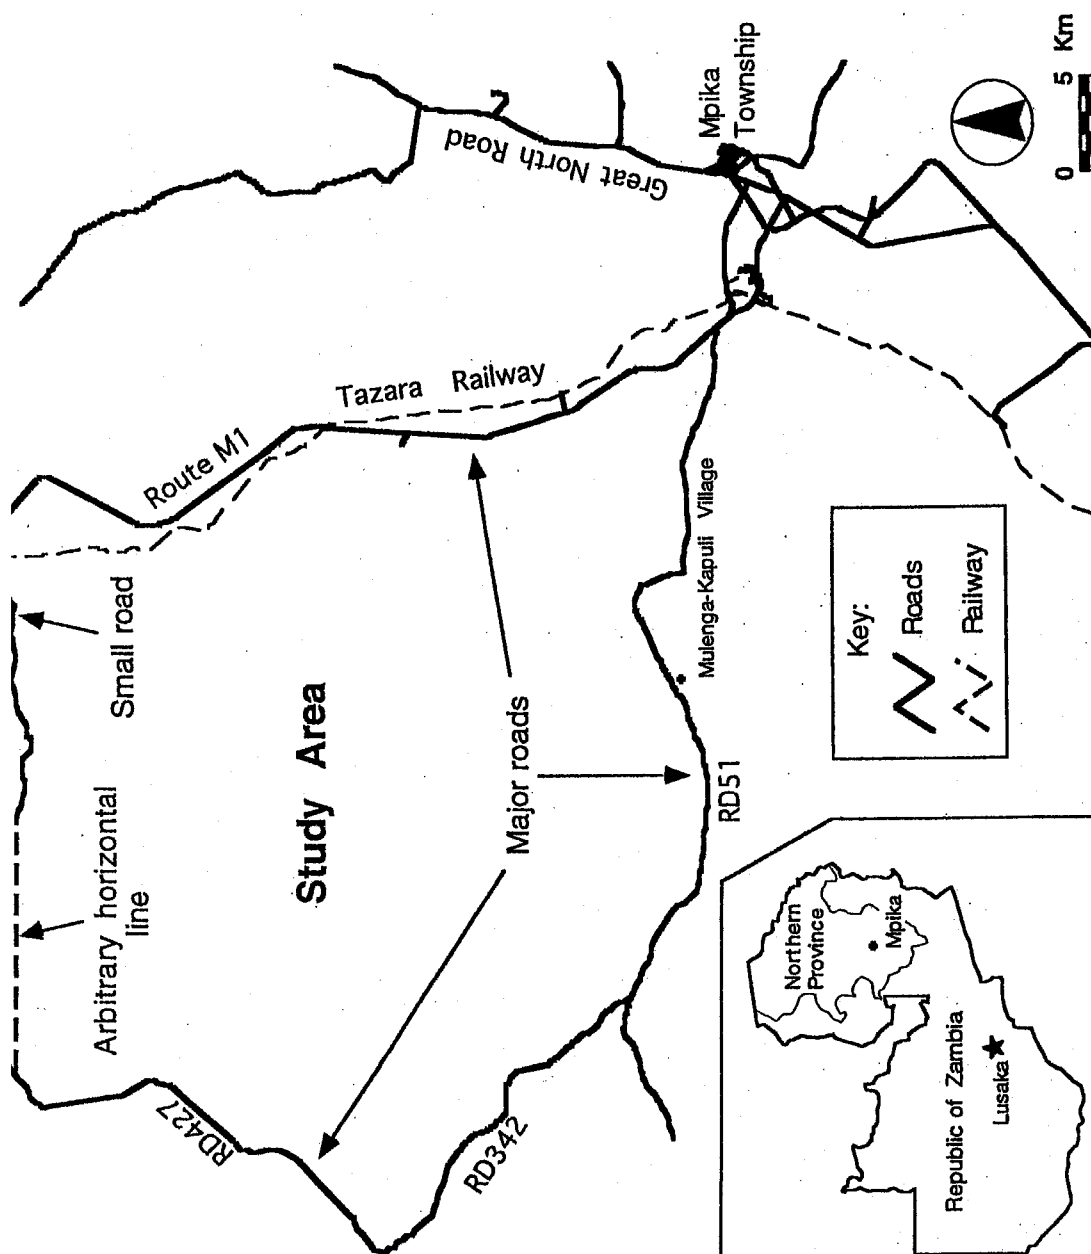 Small road
Arbitrary horizontal
line
Route M1
Great North Road
RD427
Study Area
Tazara Railway
Major roads
RD342
Mpika
Township
Mulenga-Kapuli Village
RD51
Key:
Roads
Railway
0 5 Km
Northern
Province
Mpika
Republic of Zambia
Lusaka